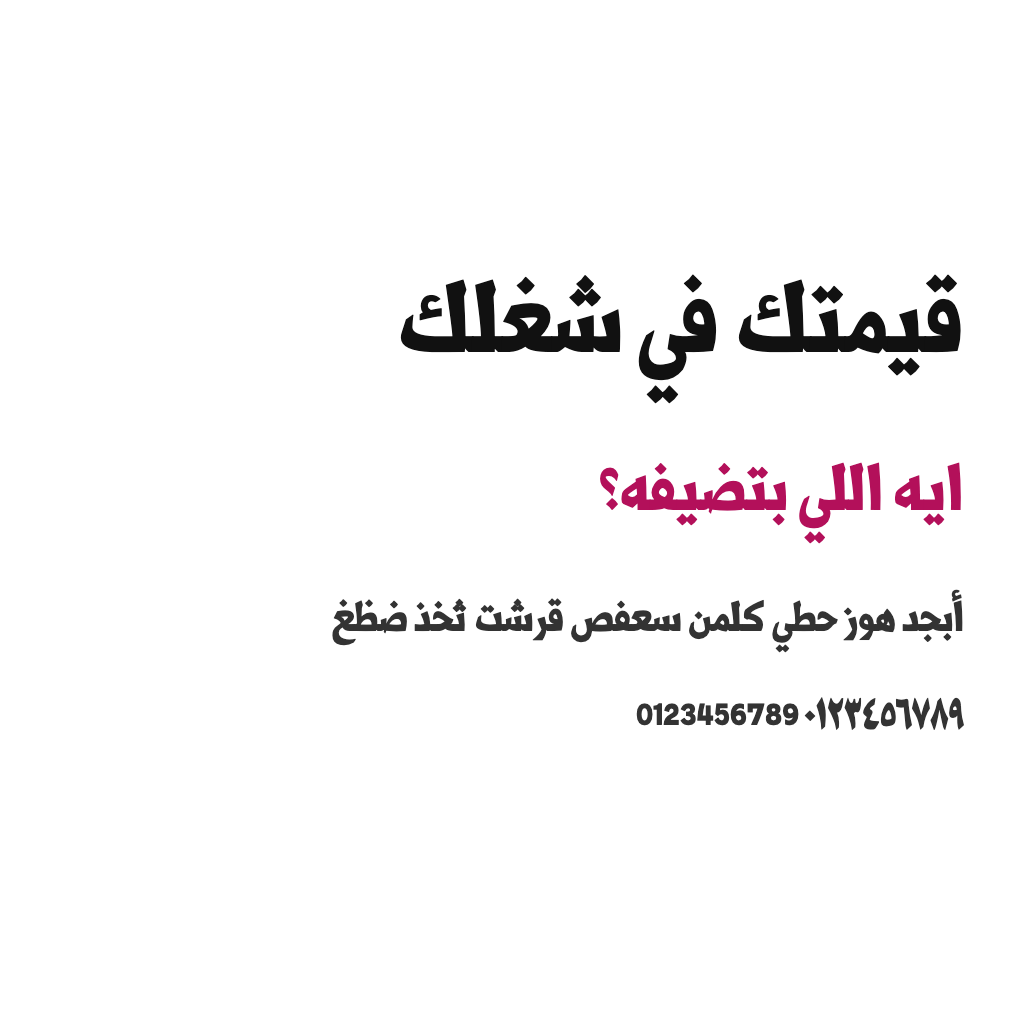 قيمتك في شغلك
ايه اللي بتضيفه؟
أبجد هوز حطي كلمن سعفص قرشت ثخذ ضظغ
0123456789 ٠١٢٣٤٥٦٧٨٩